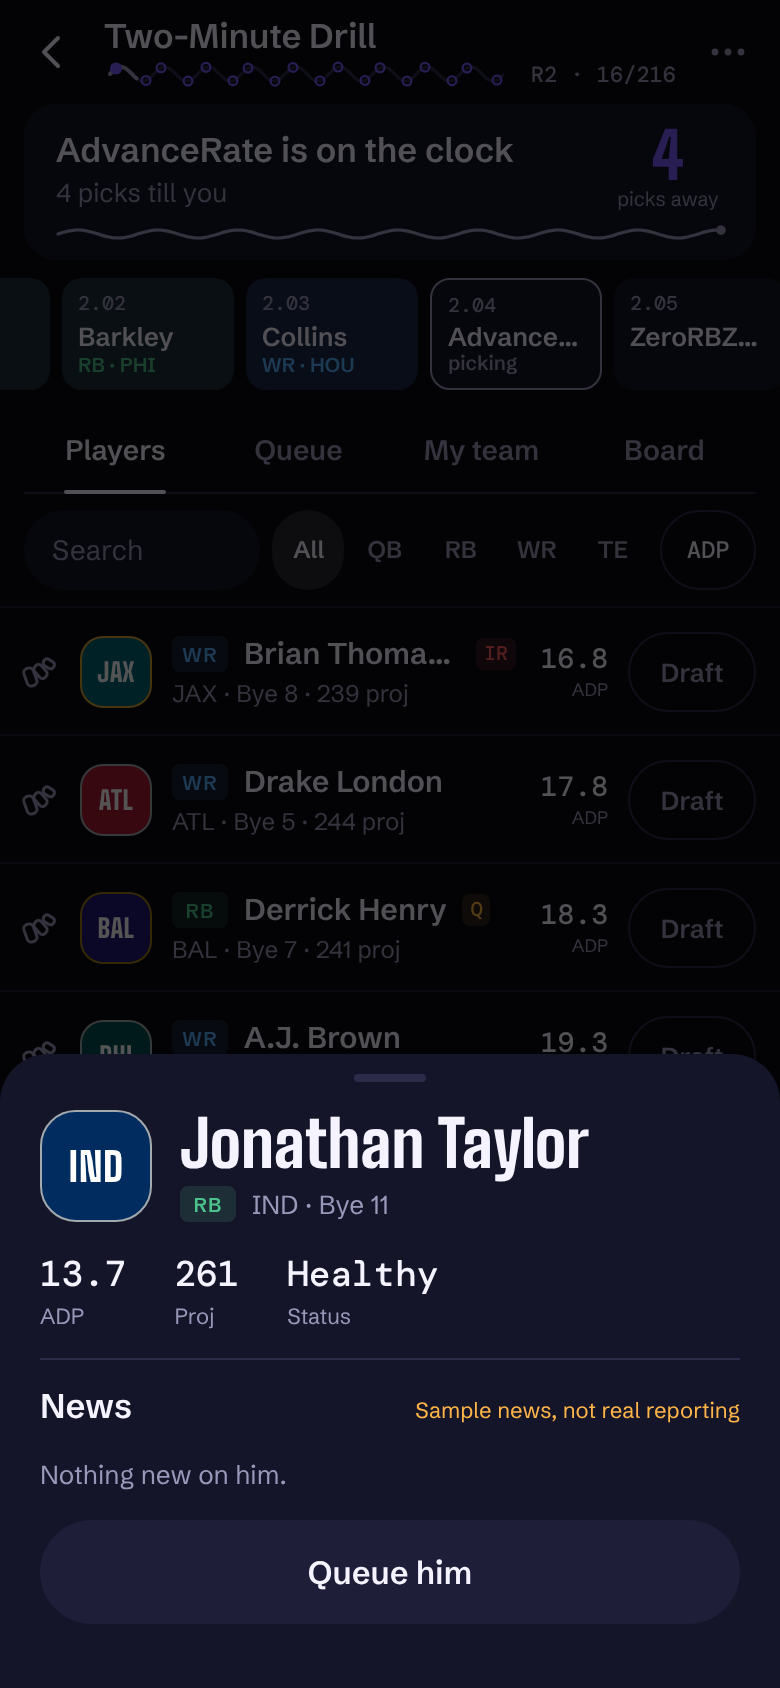 Two-Minute Drill
R2 · 16/216
AdvanceRate is on the clock
4 picks till you
4
picks away
2.02
Barkley
RB · PHI
2.03
Collins
WR · HOU
2.04
Advance...
picking
2.05
ZeroRBZ...
Players Queue My team Board
Search All QB RB WR TE ADP
JAX WR Brian Thoma... IR 16.8 Draft
JAX · Bye 8 · 239 proj ADP
ATL WR Drake London 17.8 Draft
ATL · Bye 5 · 244 proj ADP
BAL RB Derrick Henry Q 18.3 Draft
BAL · Bye 7 · 241 proj ADP
PHI WR A.J. Brown 19.3 Draft
IND
Jonathan Taylor
RB IND · Bye 11
13.7 261 Healthy
ADP Proj Status
News Sample news, not real reporting
Nothing new on him.
Queue him